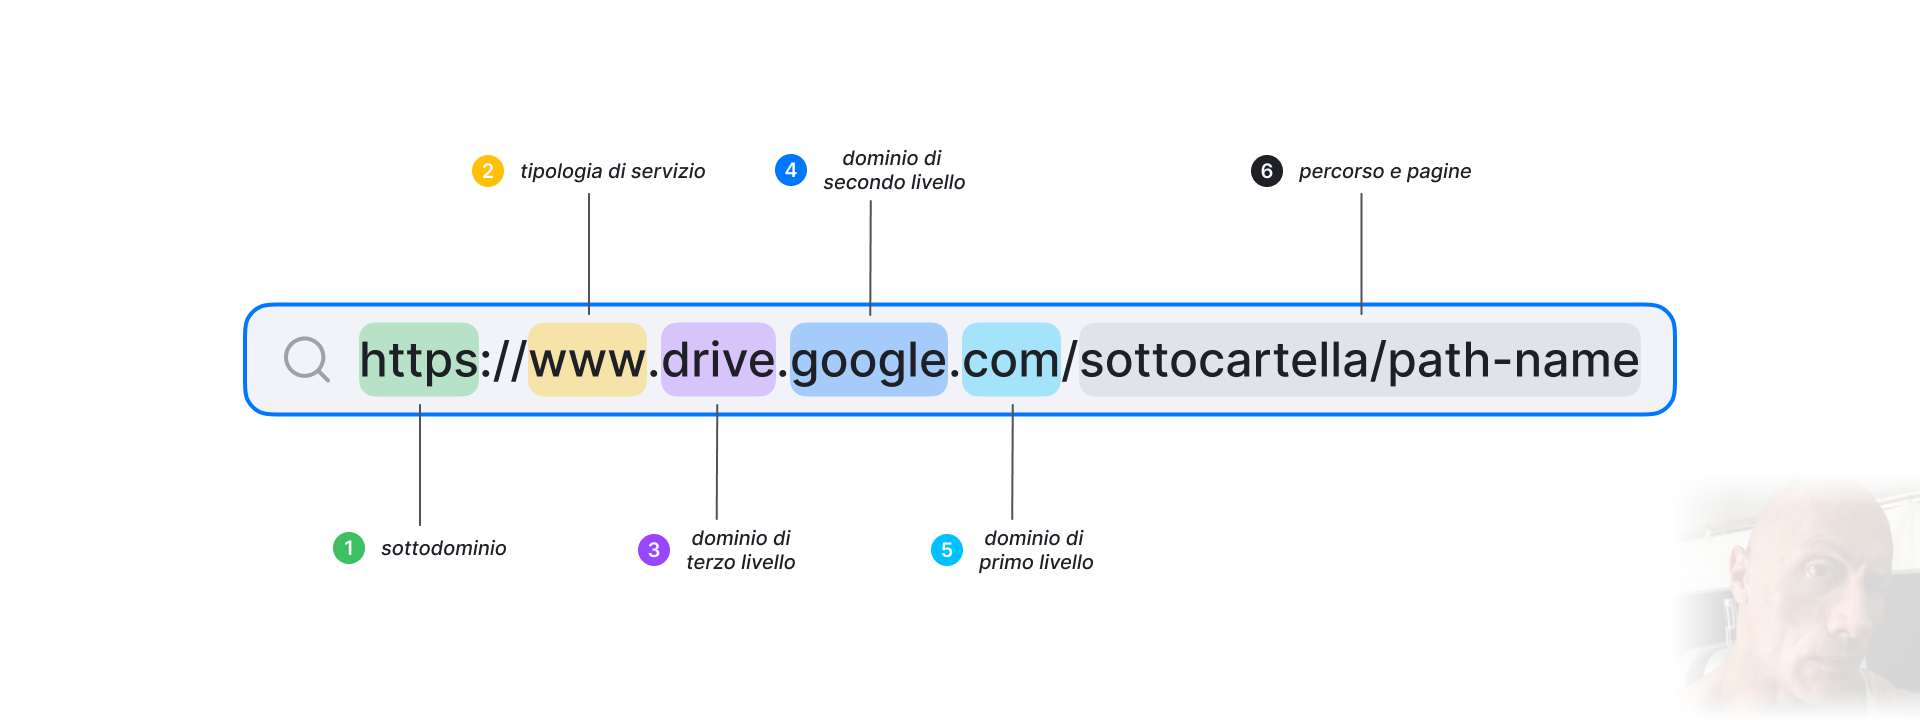 2 tipologia di servizio
4 dominio di
secondo livello
6 percorso e pagine
https://www.drive.google.com/sottocartella/path-name
1 sottodominio
3 dominio di
terzo livello
5 dominio di
primo livello